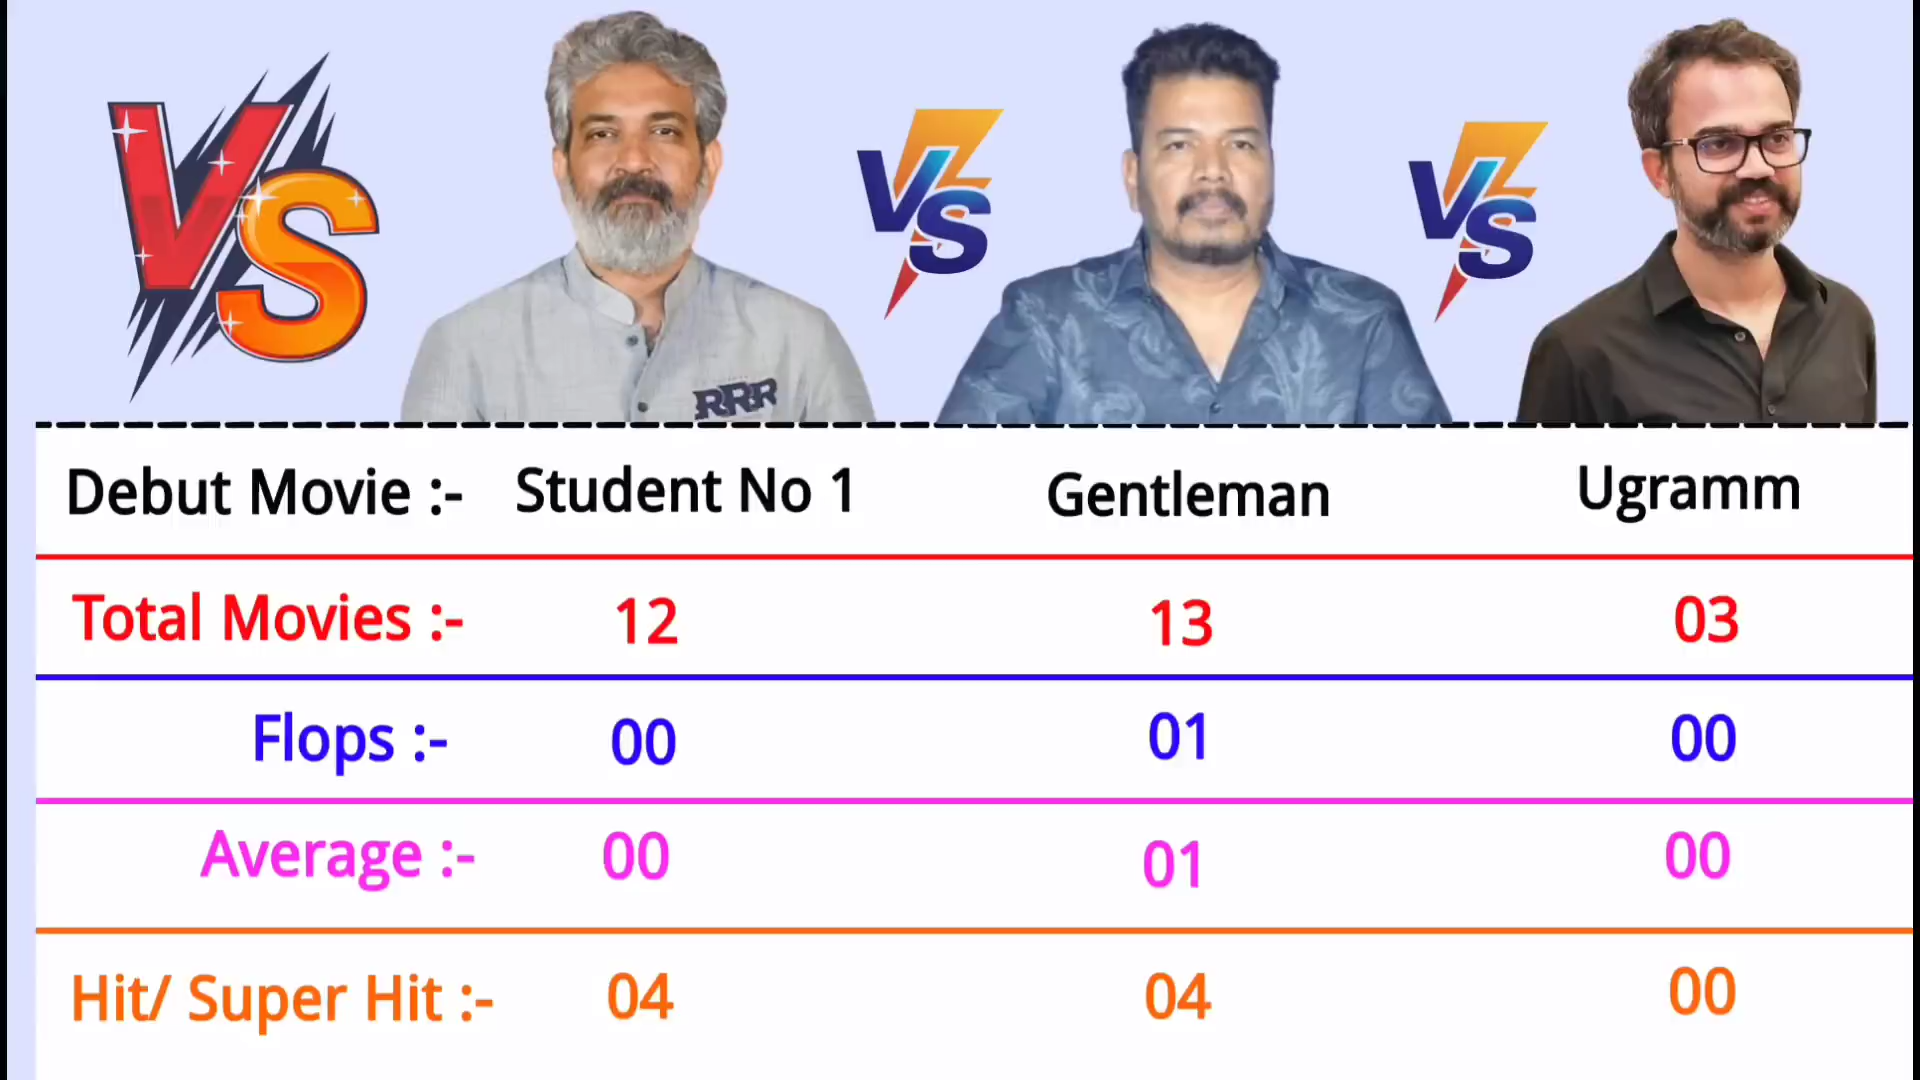 VS
VS
VS
RRR
Debut Movie :- Student No 1 Gentleman Ugramm
Total Movies :- 12 13 03
Flops :- 00 01 00
Average :- 00 01 00
Hit/ Super Hit :- 04 04 00